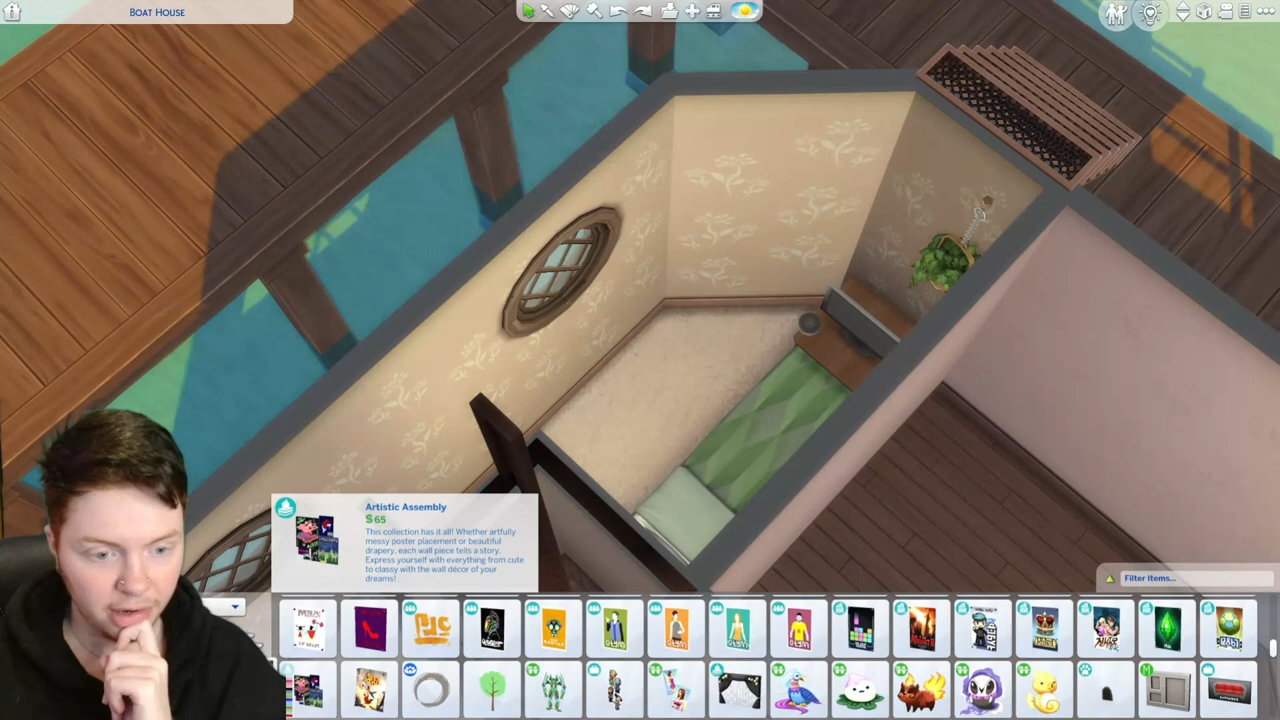 BOAT HOUSE
Artistic Assembly
$65
This collection has it all! Whether artfully
messy poster placement or beautiful
drapery, each wall piece tells a story.
Express yourself with everything from cute
to classy with the wall décor of your
dreams!
Filter Items...